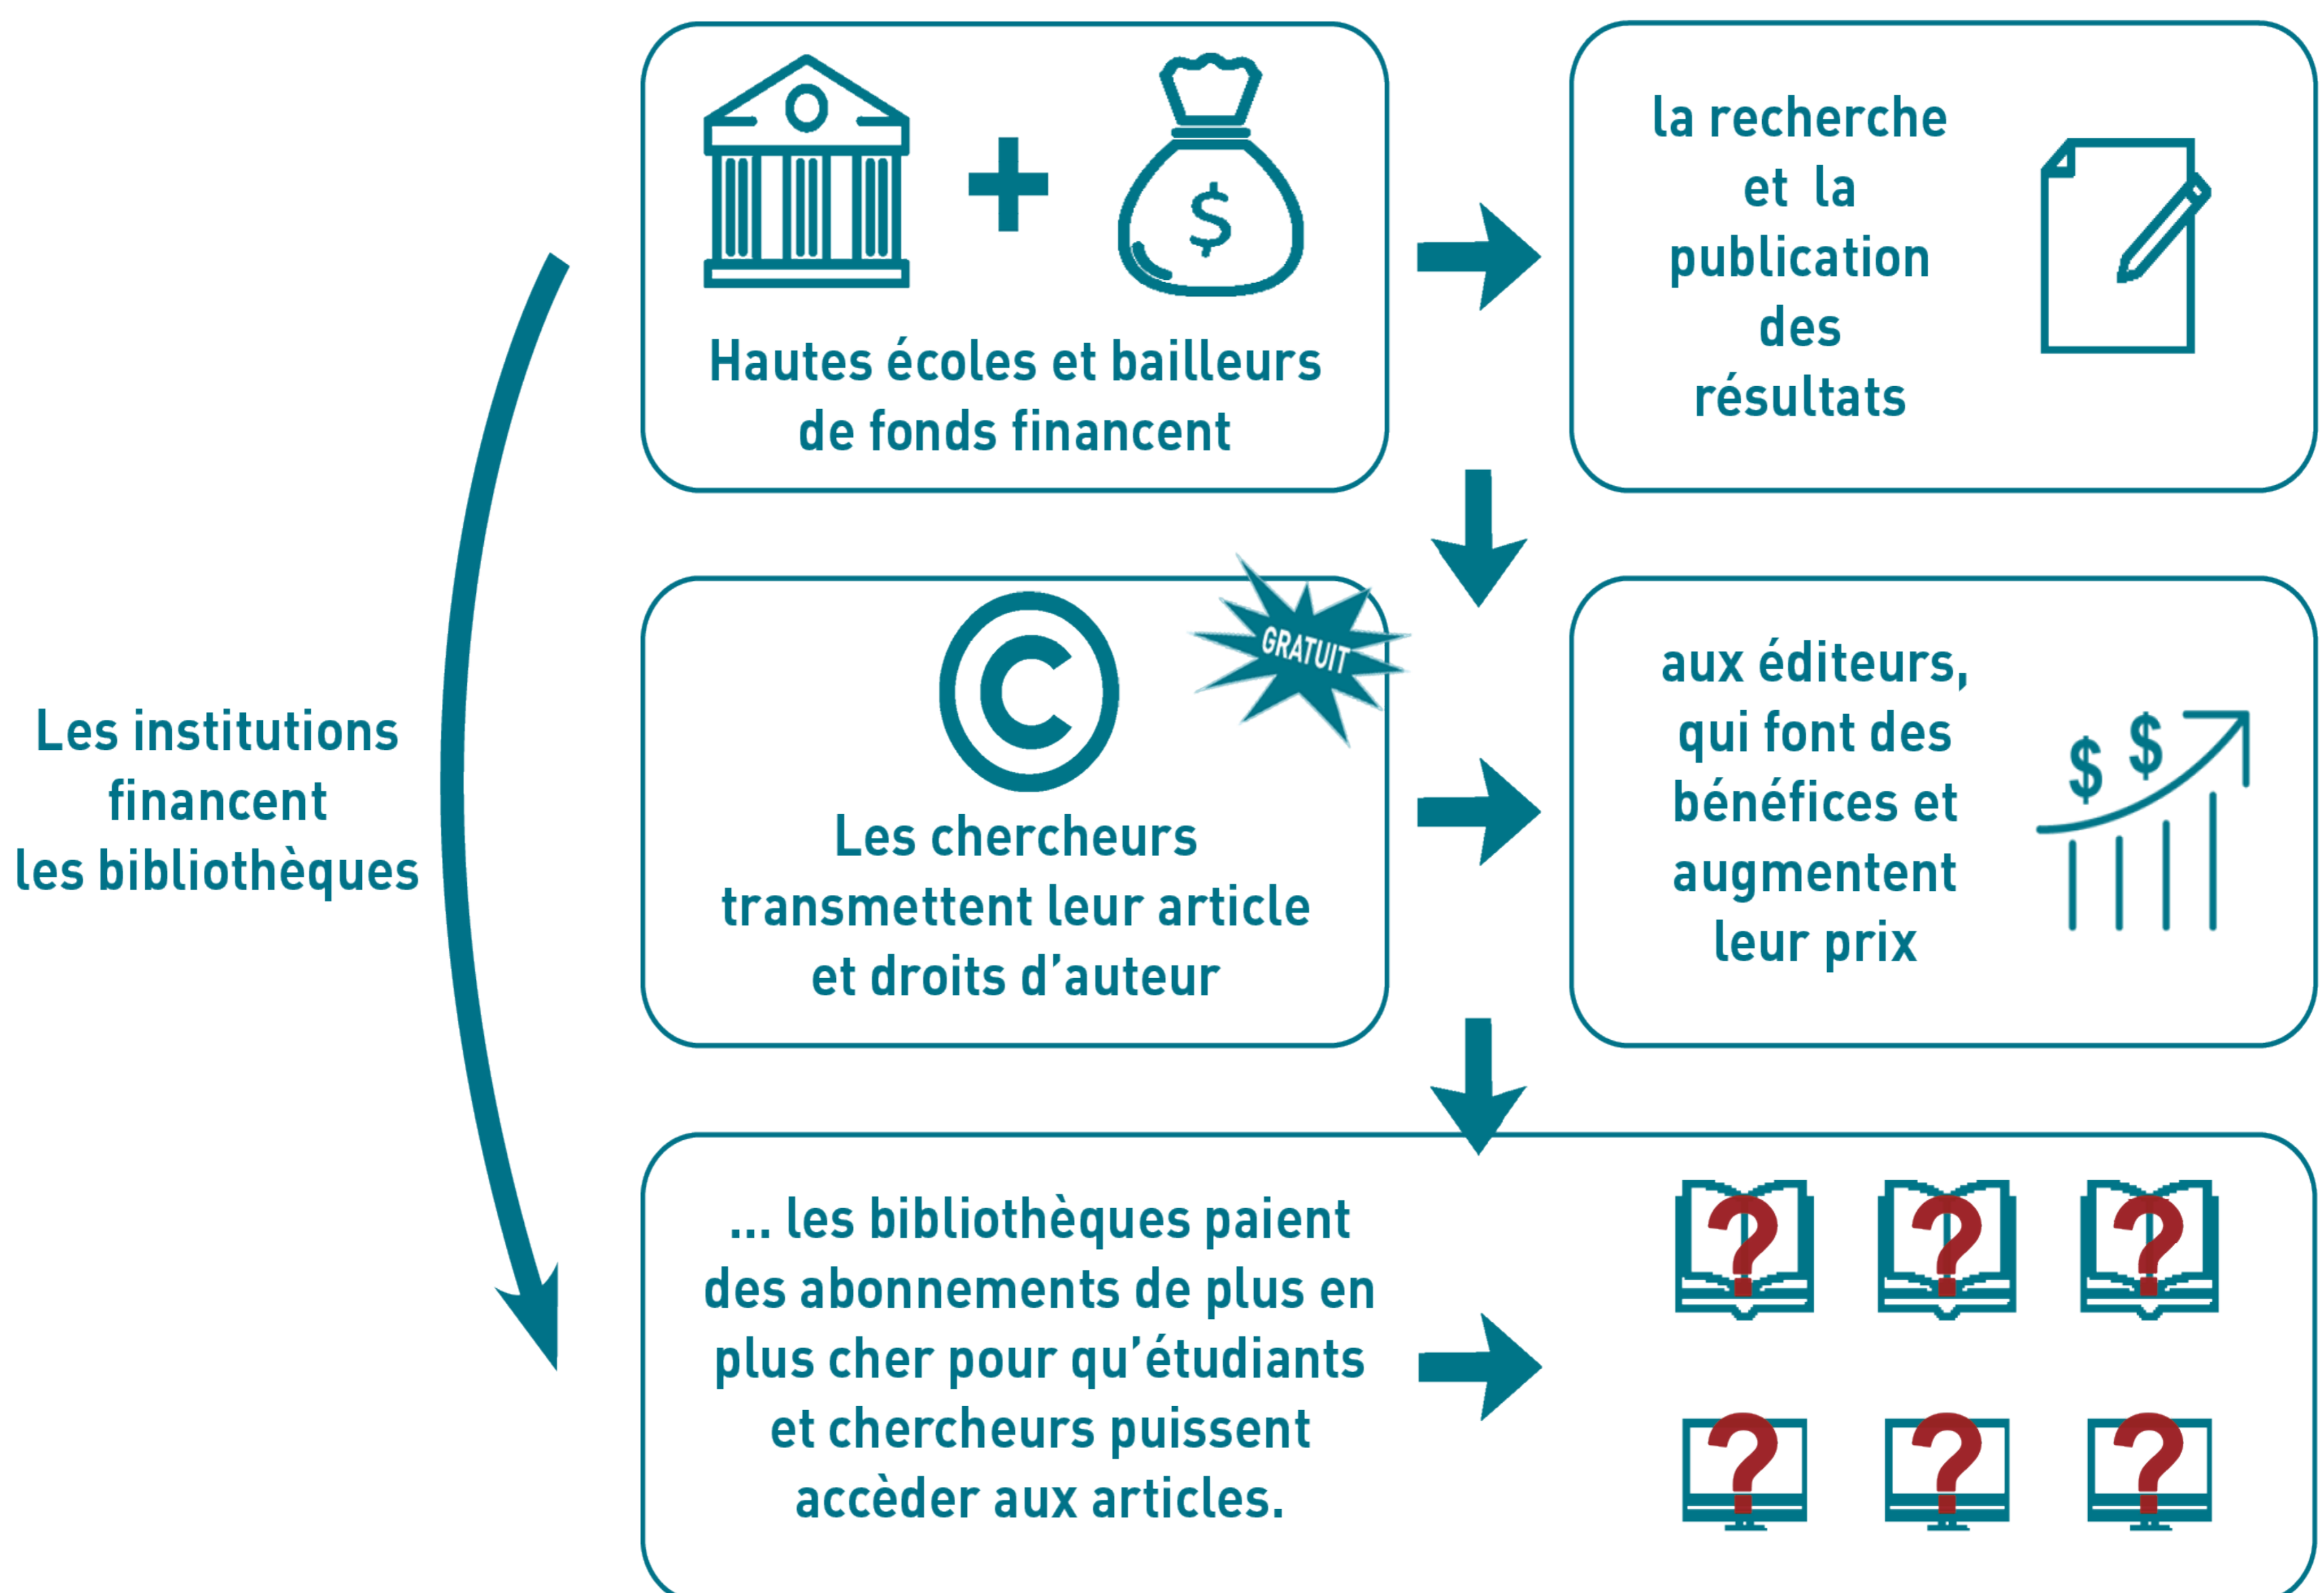 Hautes écoles et bailleurs
de fonds financent
la recherche
et la
publication
des
résultats
Les institutions
financent
les bibliothèques
GRATUIT
Les chercheurs
transmettent leur article
et droits d'auteur
aux éditeurs,
qui font des
bénéfices et
augmentent
leur prix
... les bibliothèques paient
des abonnements de plus en
plus cher pour qu'étudiants
et chercheurs puissent
accèder aux articles.